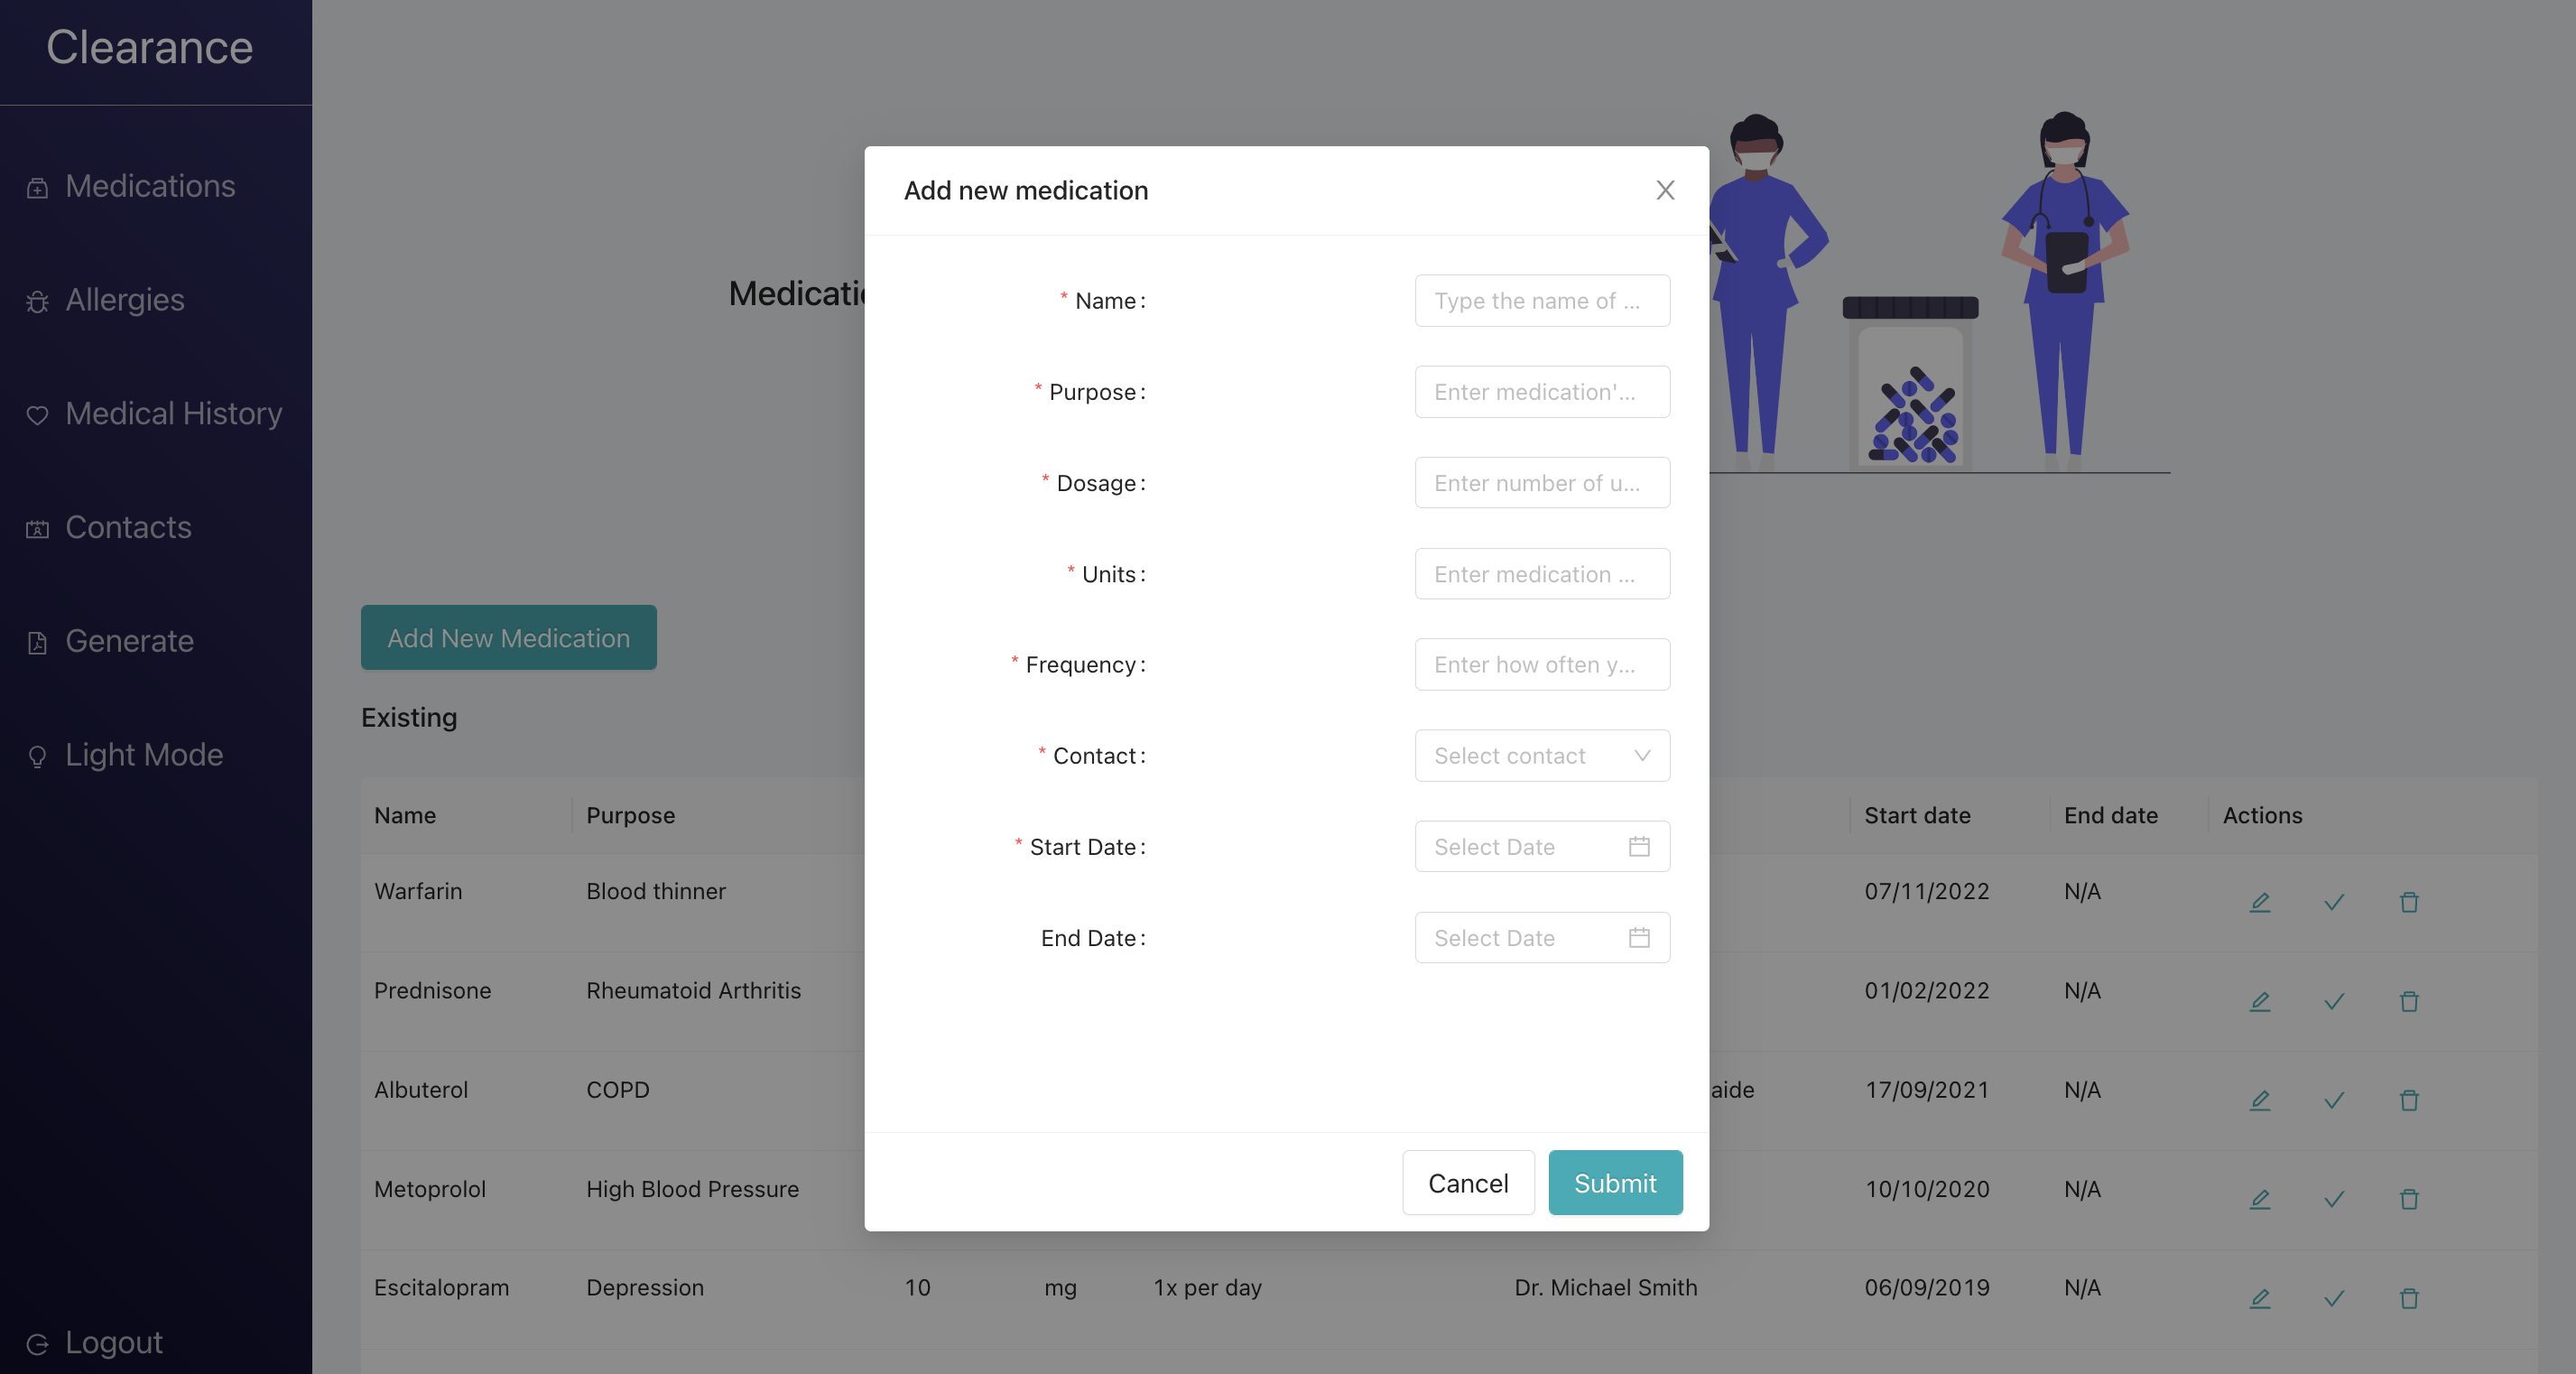 Clearance
Medications
Allergies
Medical History
Contacts
Generate
Light Mode
Logout
Add New Medication
Existing
Name Purpose Start date End date Actions
Warfarin Blood thinner 07/11/2022 N/A
Prednisone Rheumatoid Arthritis 01/02/2022 N/A
Albuterol COPD aide 17/09/2021 N/A
Metoprolol High Blood Pressure 10/10/2020 N/A
Escitalopram Depression 10 mg 1x per day Dr. Michael Smith 06/09/2019 N/A
Add new medication
* Name: Type the name of ...
* Purpose: Enter medication'...
* Dosage: Enter number of u...
* Units: Enter medication ...
* Frequency: Enter how often y...
* Contact: Select contact
* Start Date: Select Date
End Date: Select Date
Cancel Submit